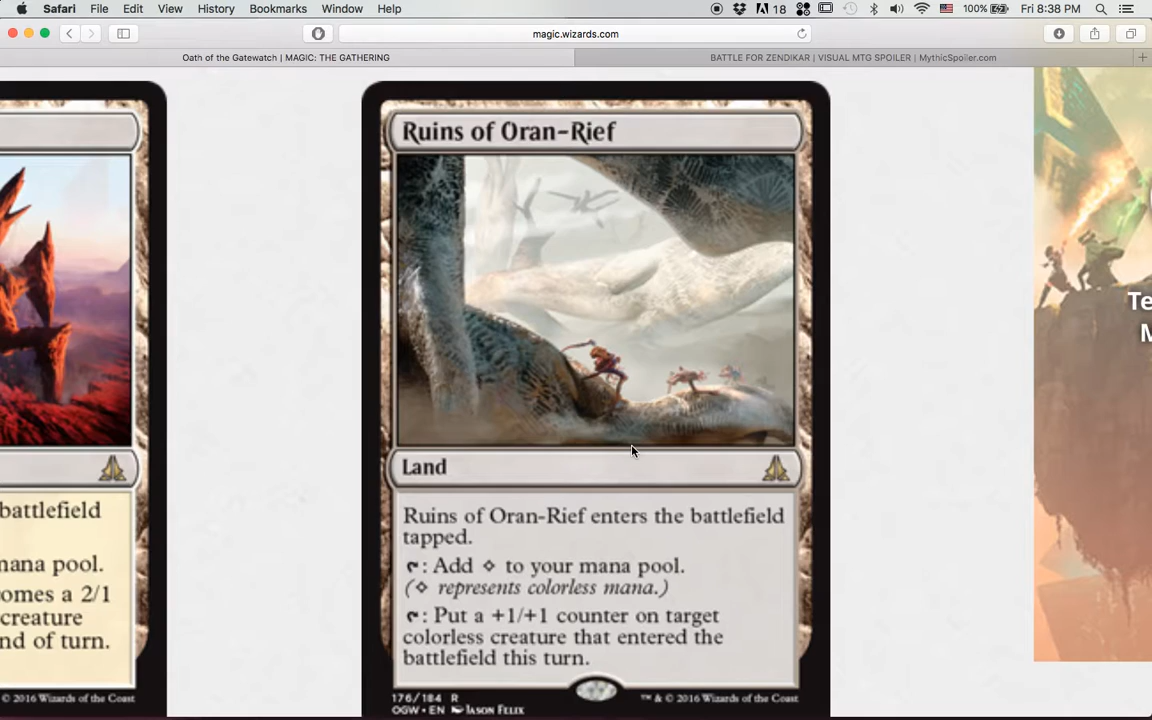 Safari File Edit View History Bookmarks Window Help 18 100% Fri 8:38 PM
magic.wizards.com
Oath of the Gatewatch | MAGIC: THE GATHERING
BATTLE FOR ZENDIKAR | VISUAL MTG SPOILER | MythicSpoiler.com
battlefield
mana pool.
omes a 2/1
creature
nd of turn.
© 2016 Wizards of the Coast
Ruins of Oran-Rief
Land
Ruins of Oran-Rief enters the battlefield
tapped.
: Add ◇ to your mana pool.
(◇ represents colorless mana.)
: Put a +1/+1 counter on target
colorless creature that entered the
battlefield this turn.
176/184 R
OGW • EN JASON FELIX
™ & © 2016 Wizards of the Coast
Te
M